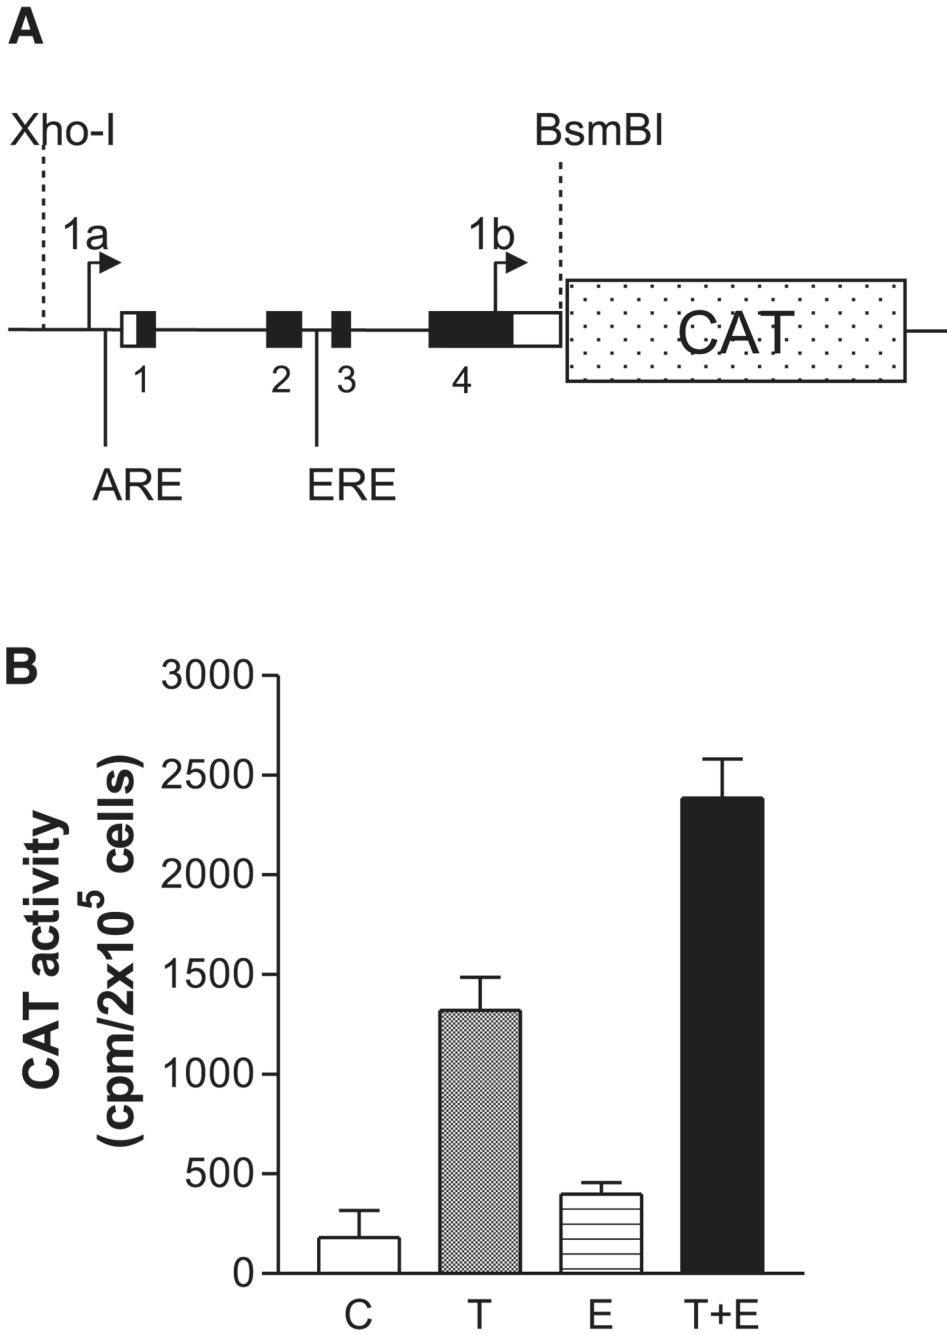 A
Xho-I
BsmBI
1a
1b
CAT
1
2
3
4
ARE
ERE
B
CAT activity
(cpm/2x10⁵ cells)
3000
2500
2000
1500
1000
500
0
C
T
E
T+E